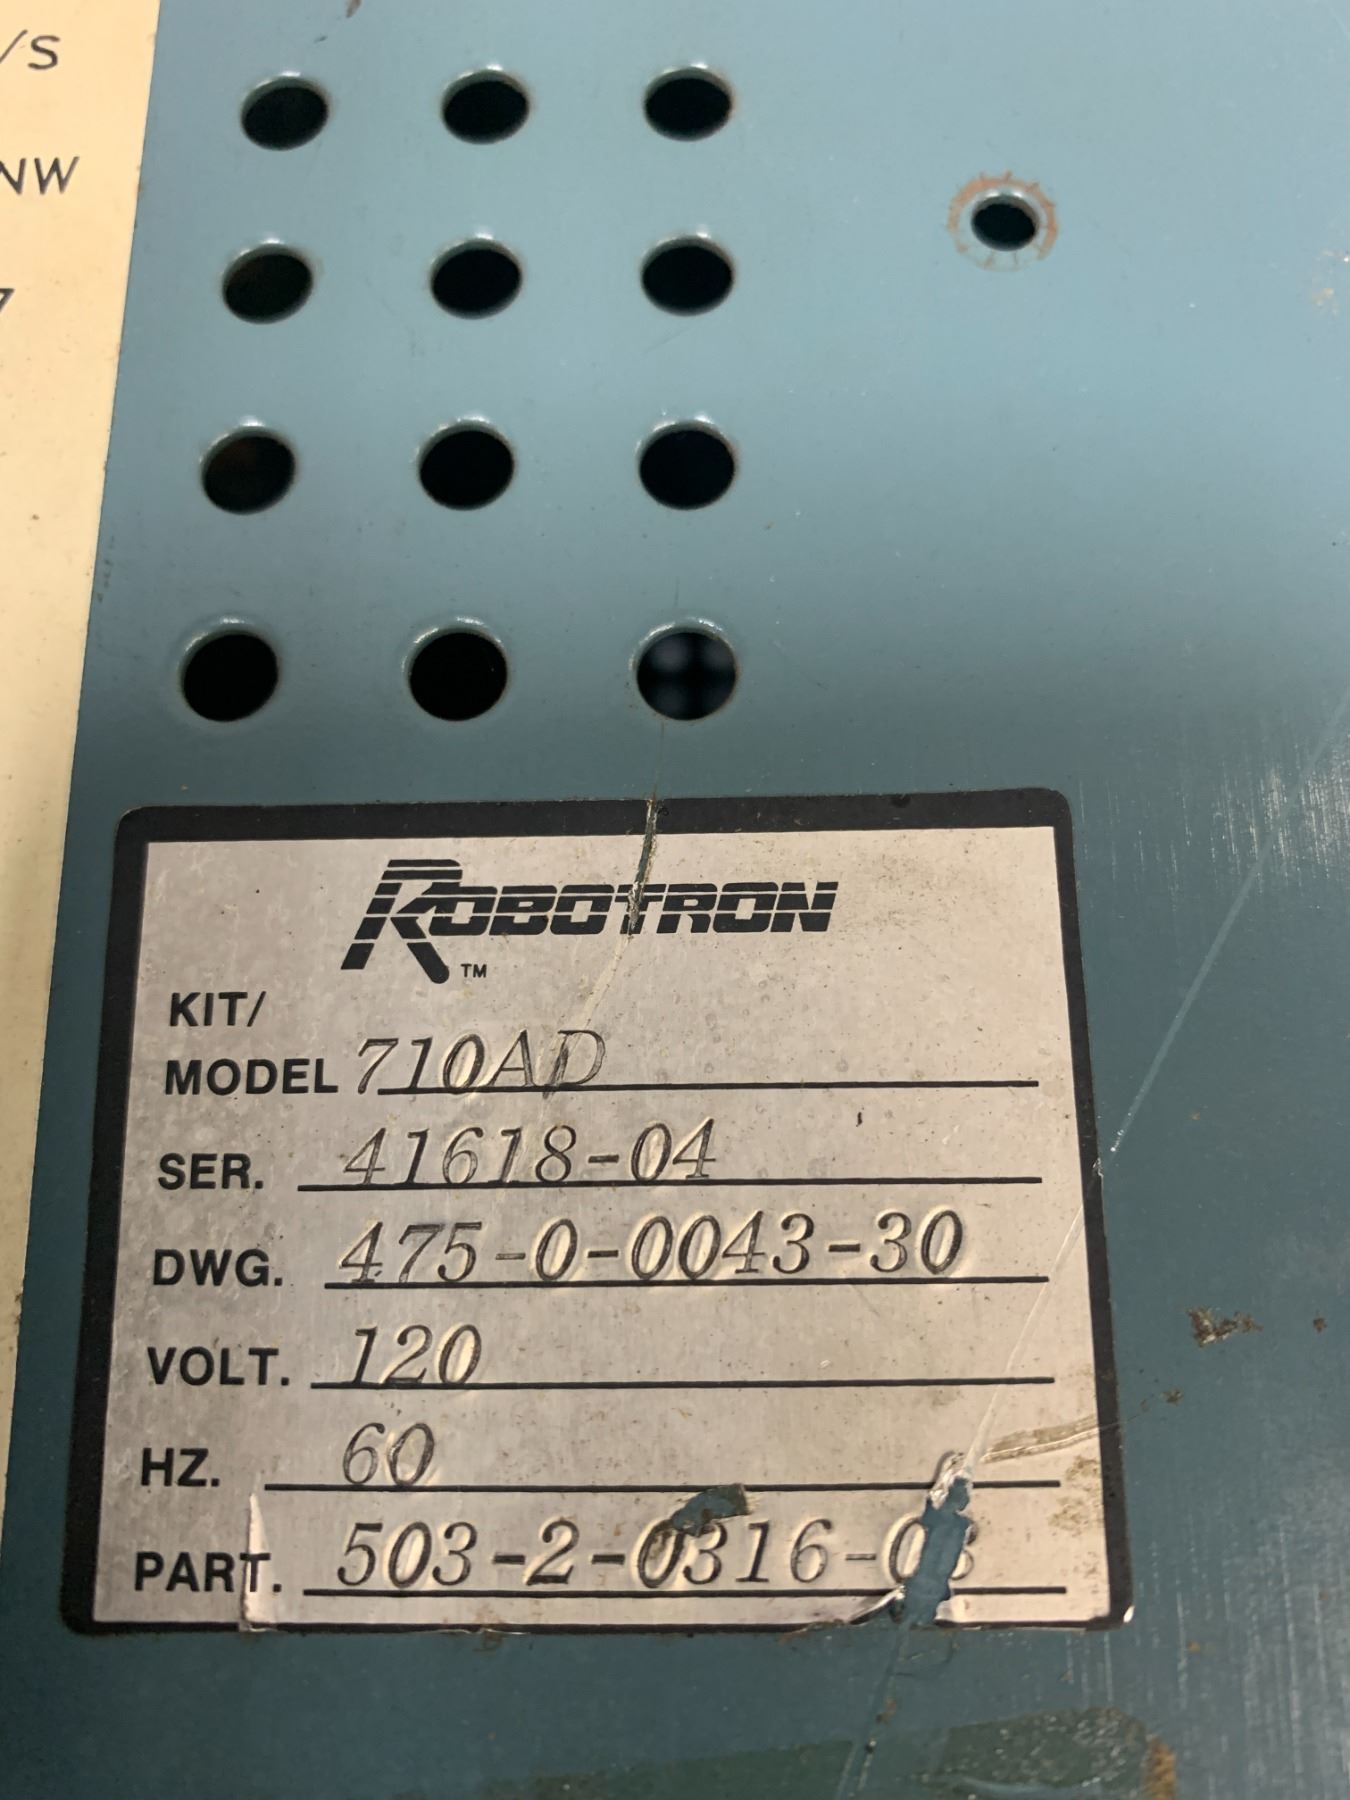 /S
NW
7
ROBOTRON
TM
KIT/
MODEL 710AD
SER. 41618-04
DWG. 475-0-0043-30
VOLT. 120
HZ. 60
PART. 503-2-0316-0